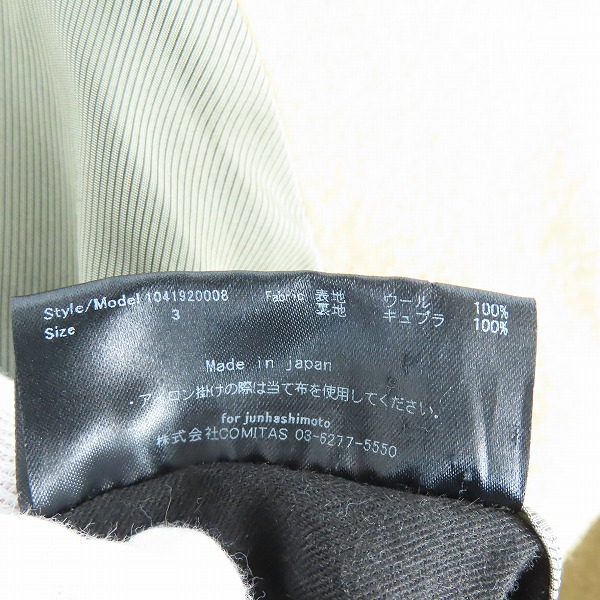 Style/Model 1041920008 Fabric 表地 ウール 100%
Size 3 裏地 キュプラ 100%
Made in japan
・アイロン掛けの際は当て布を使用してください。
for junhashimoto
株式会社COMITAS 03-6277-5550